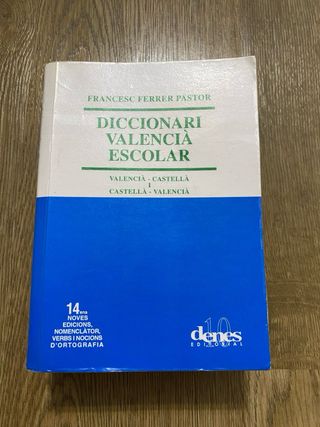 FRANCESC FERRER PASTOR
DICCIONARI
VALENCIÀ
ESCOLAR
VALENCIÀ - CASTELLÀ
I
CASTELLÀ - VALENCIÀ
14ena
NOVES
EDICIONS,
NOMENCLÀTOR,
VERBS I NOCIONS
D'ORTOGRAFIA
10
denes
EDITORIAL